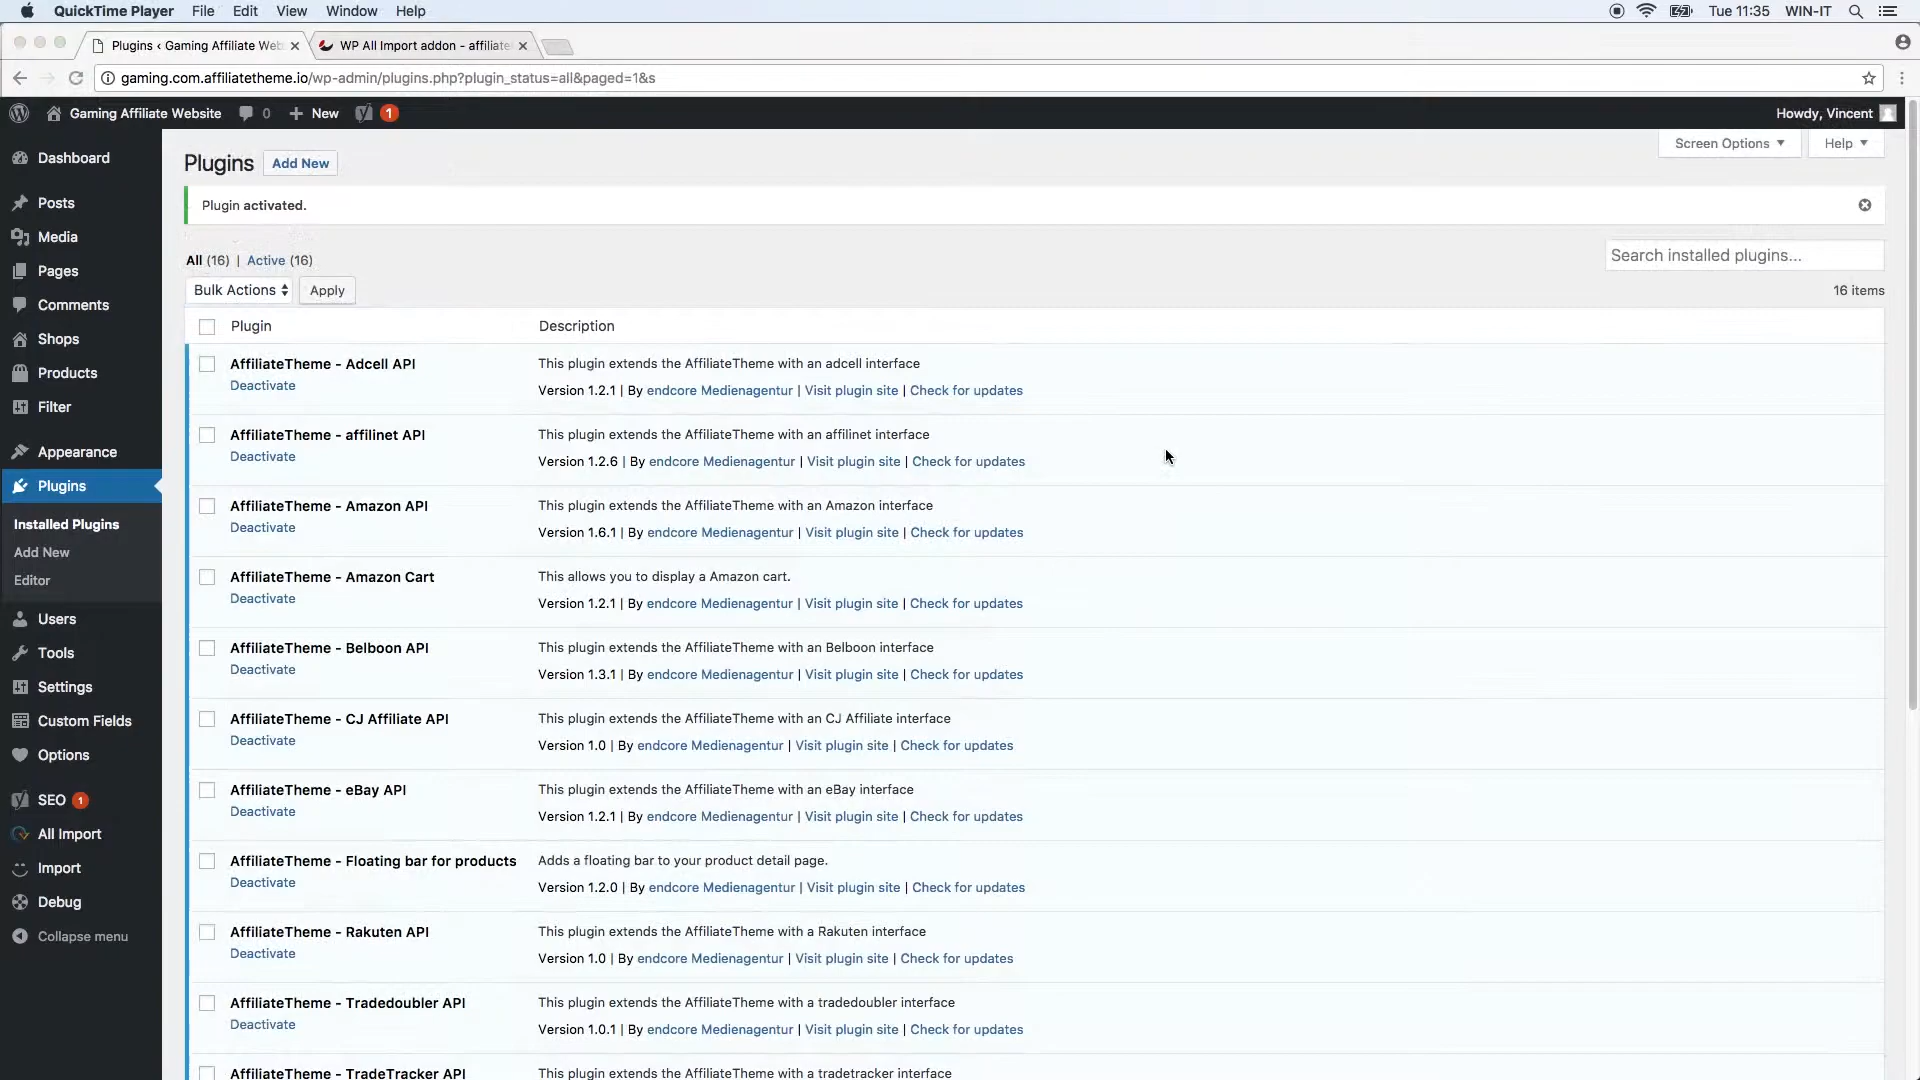 QuickTime Player File Edit View Window Help
Tue 11:35 WIN-IT
Plugins ‹ Gaming Affiliate Web
WP All Import addon - affiliate
gaming.com.affiliatetheme.io/wp-admin/plugins.php?plugin_status=all&paged=1&s
Gaming Affiliate Website 0 New 1
Howdy, Vincent
Dashboard
Posts
Media
Pages
Comments
Shops
Products
Filter
Appearance
Plugins
Installed Plugins
Add New
Editor
Users
Tools
Settings
Custom Fields
Options
SEO 1
All Import
Import
Debug
Collapse menu
Screen Options Help
Plugins Add New
Plugin activated.
All (16) | Active (16)
Search installed plugins...
Bulk Actions Apply
16 items
Plugin Description
AffiliateTheme - Adcell API This plugin extends the AffiliateTheme with an adcell interface
Deactivate Version 1.2.1 | By endcore Medienagentur | Visit plugin site | Check for updates
AffiliateTheme - affilinet API This plugin extends the AffiliateTheme with an affilinet interface
Deactivate Version 1.2.6 | By endcore Medienagentur | Visit plugin site | Check for updates
AffiliateTheme - Amazon API This plugin extends the AffiliateTheme with an Amazon interface
Deactivate Version 1.6.1 | By endcore Medienagentur | Visit plugin site | Check for updates
AffiliateTheme - Amazon Cart This allows you to display a Amazon cart.
Deactivate Version 1.2.1 | By endcore Medienagentur | Visit plugin site | Check for updates
AffiliateTheme - Belboon API This plugin extends the AffiliateTheme with an Belboon interface
Deactivate Version 1.3.1 | By endcore Medienagentur | Visit plugin site | Check for updates
AffiliateTheme - CJ Affiliate API This plugin extends the AffiliateTheme with an CJ Affiliate interface
Deactivate Version 1.0 | By endcore Medienagentur | Visit plugin site | Check for updates
AffiliateTheme - eBay API This plugin extends the AffiliateTheme with an eBay interface
Deactivate Version 1.2.1 | By endcore Medienagentur | Visit plugin site | Check for updates
AffiliateTheme - Floating bar for products Adds a floating bar to your product detail page.
Deactivate Version 1.2.0 | By endcore Medienagentur | Visit plugin site | Check for updates
AffiliateTheme - Rakuten API This plugin extends the AffiliateTheme with a Rakuten interface
Deactivate Version 1.0 | By endcore Medienagentur | Visit plugin site | Check for updates
AffiliateTheme - Tradedoubler API This plugin extends the AffiliateTheme with a tradedoubler interface
Deactivate Version 1.0.1 | By endcore Medienagentur | Visit plugin site | Check for updates
AffiliateTheme - TradeTracker API This plugin extends the AffiliateTheme with a tradetracker interface